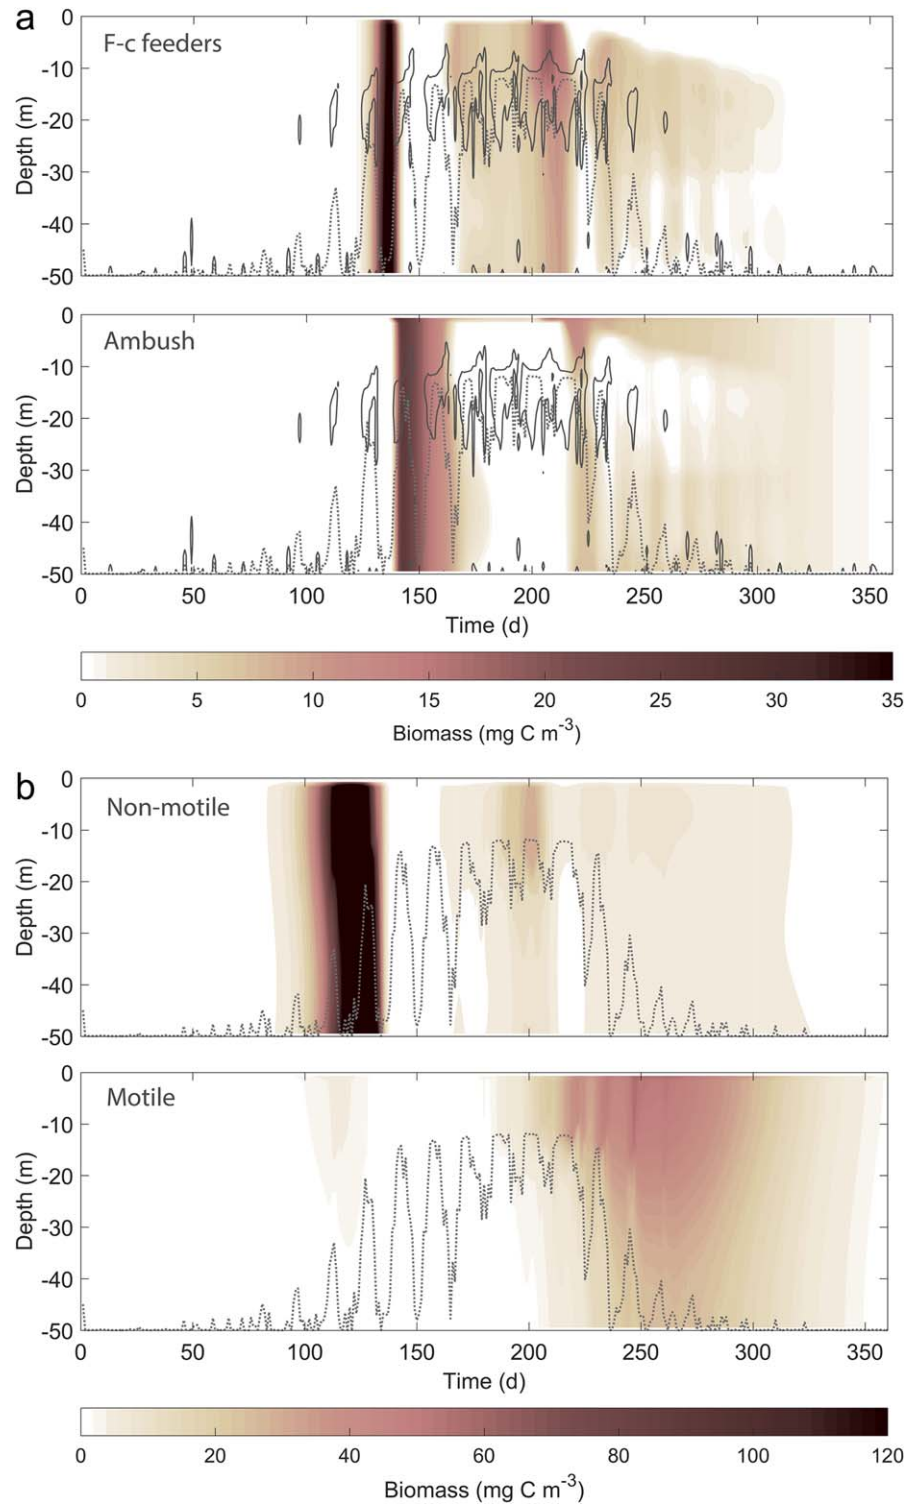 a
F-c feeders
Depth (m)
0
-10
-20
-30
-40
-50
Ambush
Depth (m)
0
-10
-20
-30
-40
-50
0 50 100 150 200 250 300 350
Time (d)
0 5 10 15 20 25 30 35
Biomass (mg C m⁻³)
b
Non-motile
Depth (m)
0
-10
-20
-30
-40
-50
Motile
Depth (m)
0
-10
-20
-30
-40
-50
0 50 100 150 200 250 300 350
Time (d)
0 20 40 60 80 100 120
Biomass (mg C m⁻³)